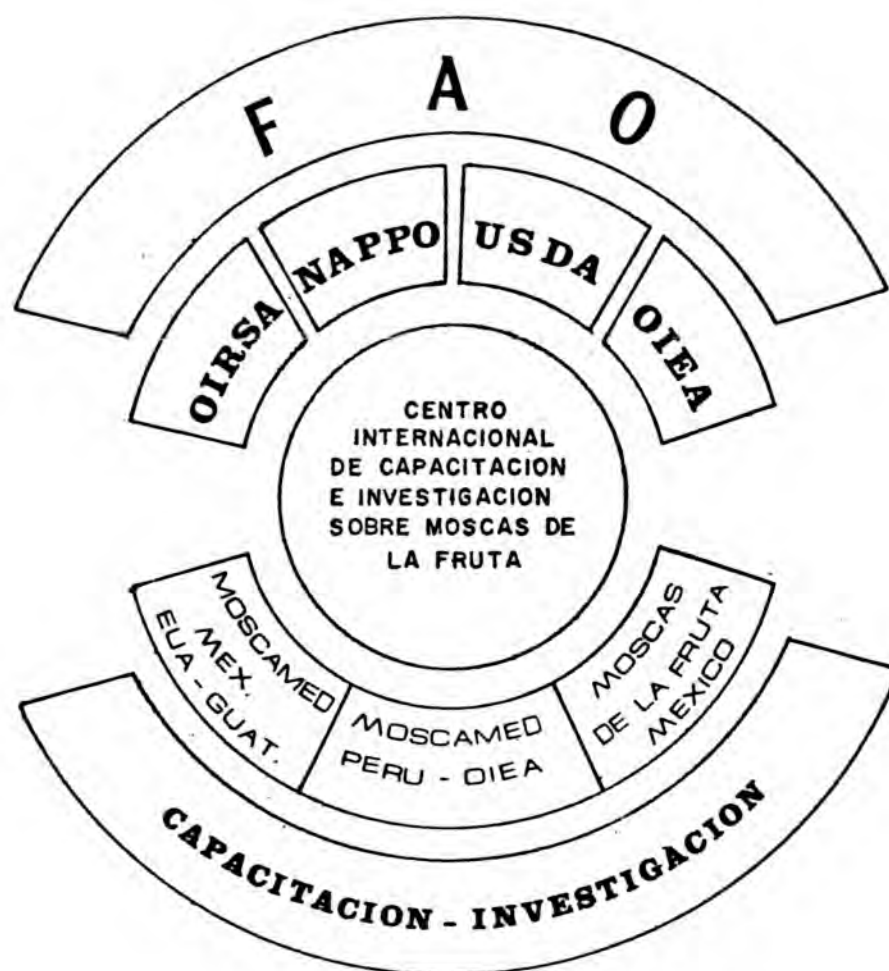 F A O
OIRSA
NAPPO
USDA
OIEA
CENTRO
INTERNACIONAL
DE CAPACITACION
E INVESTIGACION
SOBRE MOSCAS DE
LA FRUTA
MOSCAMED
MEX.
EUA - GUAT.
MOSCAMED
PERU - OIEA
MOSCAS
DE LA FRUTA
MEXICO
CAPACITACION - INVESTIGACION